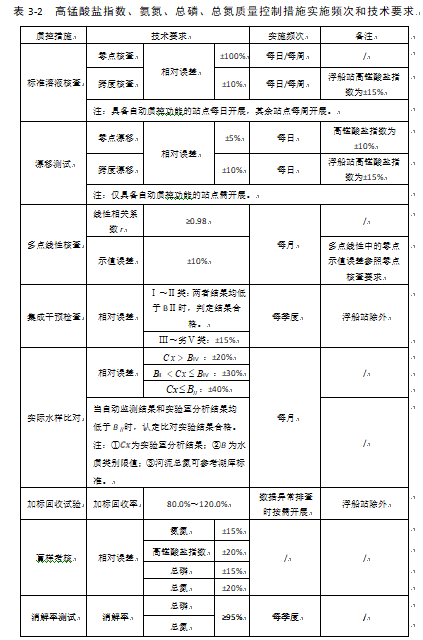 表 3-2 高锰酸盐指数、氨氮、总磷、总氮质量控制措施实施频次和技术要求
质控措施 技术要求 实施频次 备注
标准溶液核查 零点核查 相对误差 ±100% 每日/每周 /
跨度核查 ±10% 每日/每周 浮船站高锰酸盐指
数为±15%
注：具备自动质控功能的站点每日开展，其余站点每周开展。
漂移测试 零点漂移 相对误差 ±5% 每日 高锰酸盐指数为
±10%
跨度漂移 ±10% 每日 浮船站高锰酸盐指
数为±15%
注：仅具备自动质控功能的站点需开展。
多点线性核查 线性相关系
数 r ≥0.98 每月 /
示值误差 ±10% 多点线性中的零点
示值误差参照零点
核查要求
集成干预检查 相对误差 Ⅰ～Ⅱ类：两者结果均低
于 BⅡ时，判定结果合
格。 每季度 浮船站除外
Ⅲ～劣Ⅴ类：±15%
实际水样比对 相对误差 Cx＞BⅣ：±20% 每月 /
BⅡ＜Cx≤BⅣ：±30%
Cx≤BⅡ：±40%
当自动监测结果和实验室分析结果均
低于 BⅡ时，认定比对实验结果合格。
注：①Cx为实验室分析结果；②B 为水
质类别限值；③河流总氮可参考湖库标
准。 /
加标回收试验 加标回收率 80.0%～120.0% 数据异常排查
时按需开展 浮船站除外
盲样考核 相对误差 氨氮 ±15% / /
高锰酸盐指数 ±20%
总磷 ±15%
总氮 ±20%
消解率测试 消解率 总磷 ≥95% 每季度 /
总氮